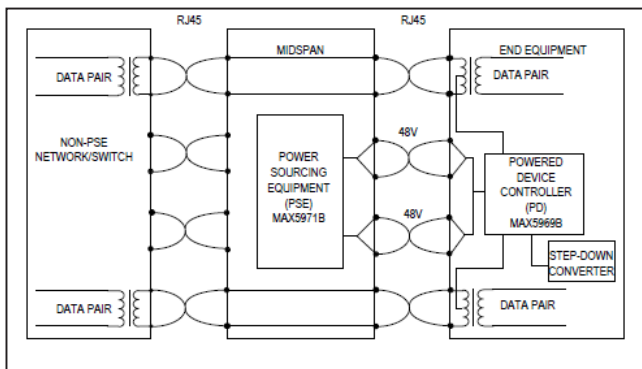 RJ45
RJ45
MIDSPAN
END EQUIPMENT
DATA PAIR
DATA PAIR
NON-PSE
NETWORK/SWITCH
POWER
SOURCING
EQUIPMENT
(PSE)
MAX5971B
48V
48V
POWERED
DEVICE
CONTROLLER
(PD)
MAX5969B
STEP-DOWN
CONVERTER
DATA PAIR
DATA PAIR